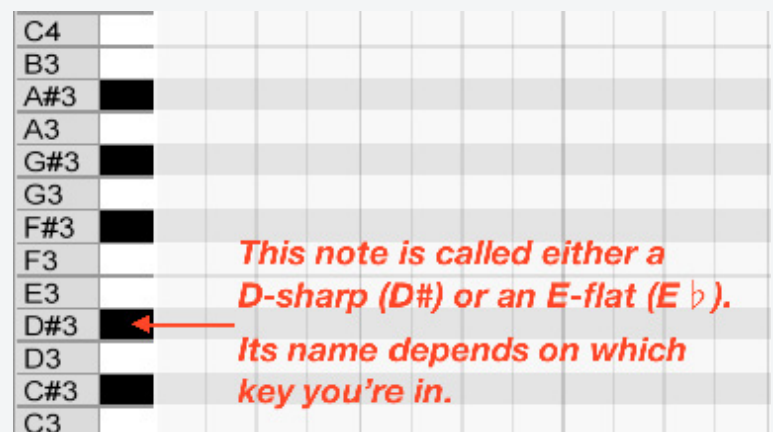 C4
B3
A#3
A3
G#3
G3
F#3
F3
E3
D#3
D3
C#3
C3
This note is called either a
D-sharp (D#) or an E-flat (E♭).
Its name depends on which
key you're in.